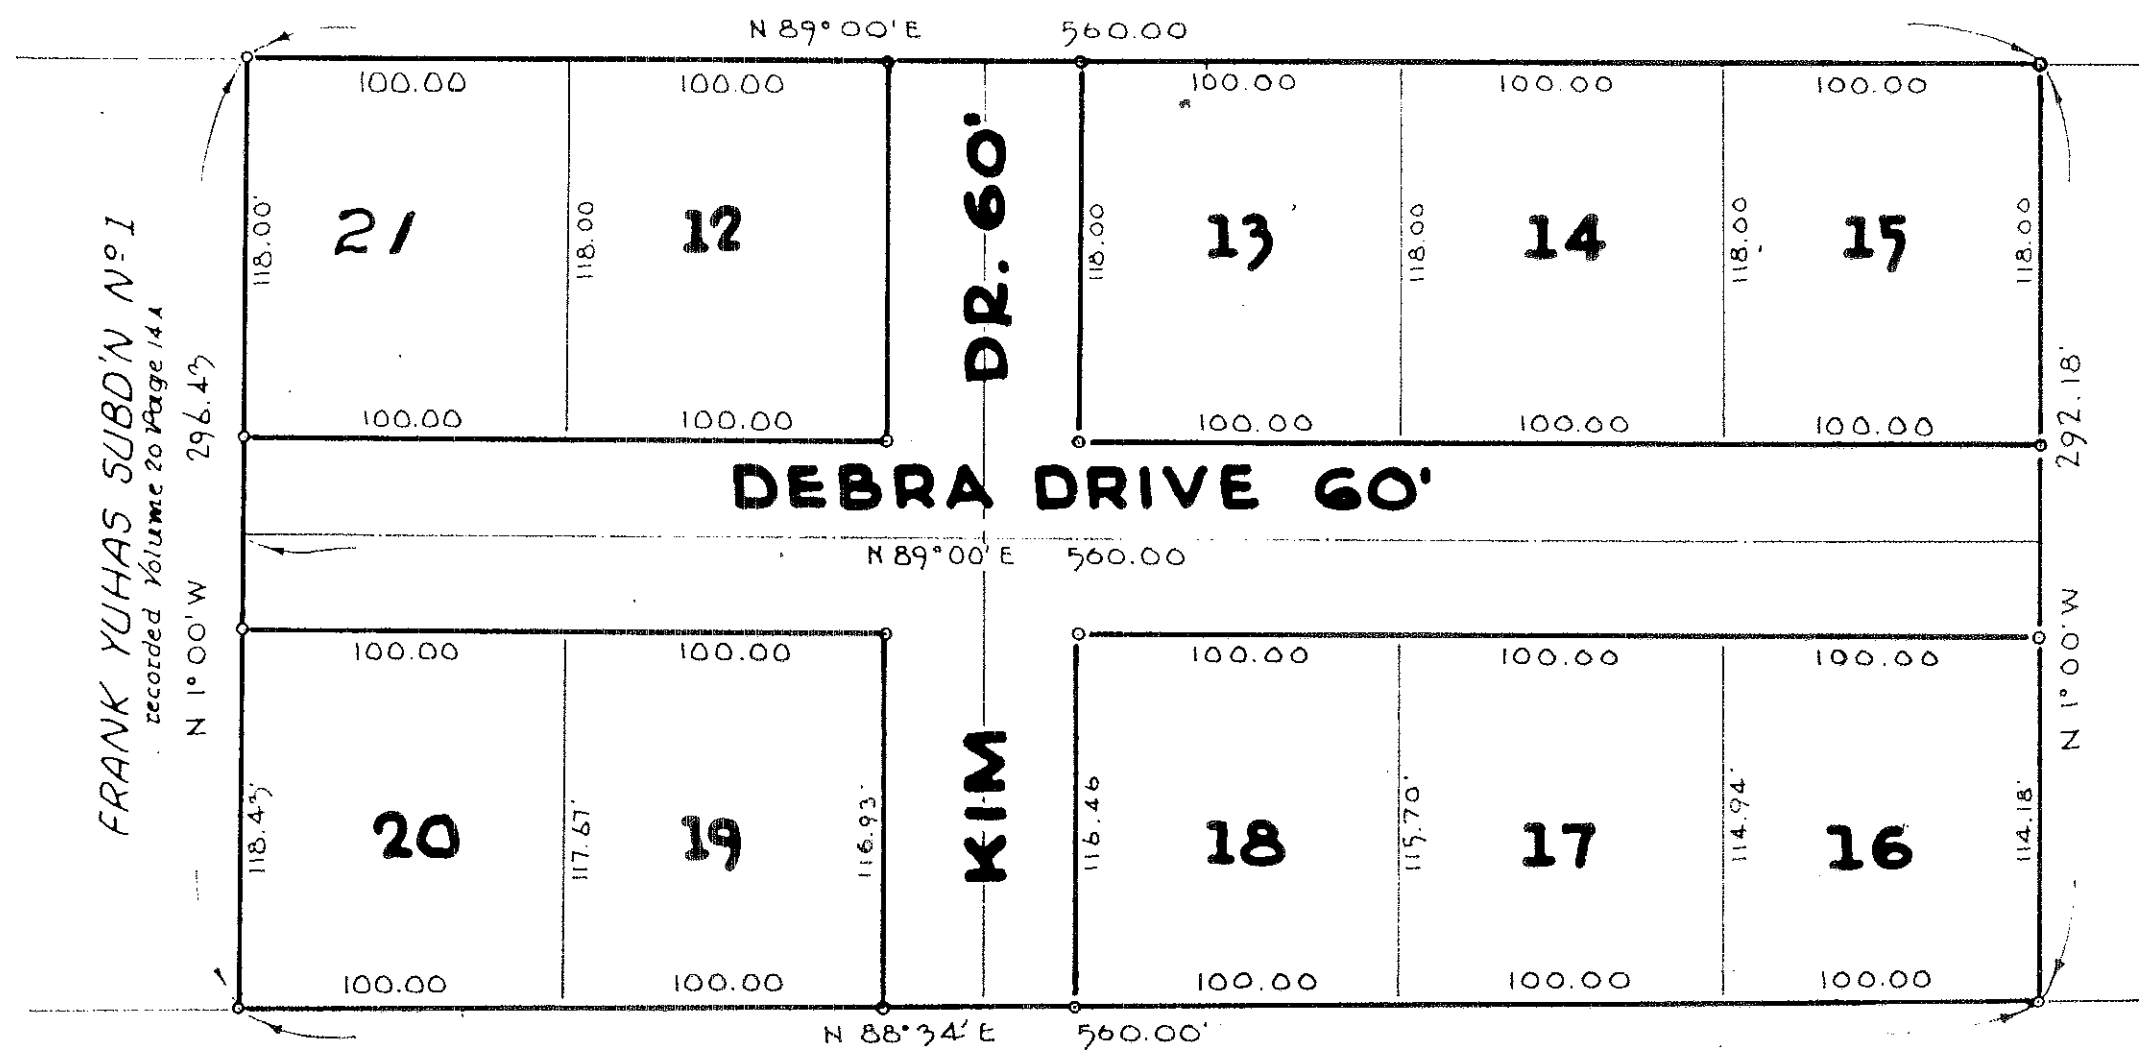 N 89° 00' E 560.00
100.00 100.00 100.00 100.00 100.00
118.00' 21 118.00 12 DR. 60' 118.00 13 118.00 14 118.00 15 118.00
100.00 100.00 100.00 100.00 100.00
FRANK YUHAS SUBD'N Nº 1
recorded Volume 20 Page 14A
N 1° 00' W 296.43
N 1° 00' W 292.18'
DEBRA DRIVE 60'
N 89° 00' E 560.00
100.00 100.00 100.00 100.00 100.00
118.43' 20 117.67' 19 116.93' KIM 116.46 18 115.70' 17 114.94' 16 114.18'
100.00 100.00 100.00 100.00 100.00
N 88° 34' E 560.00'